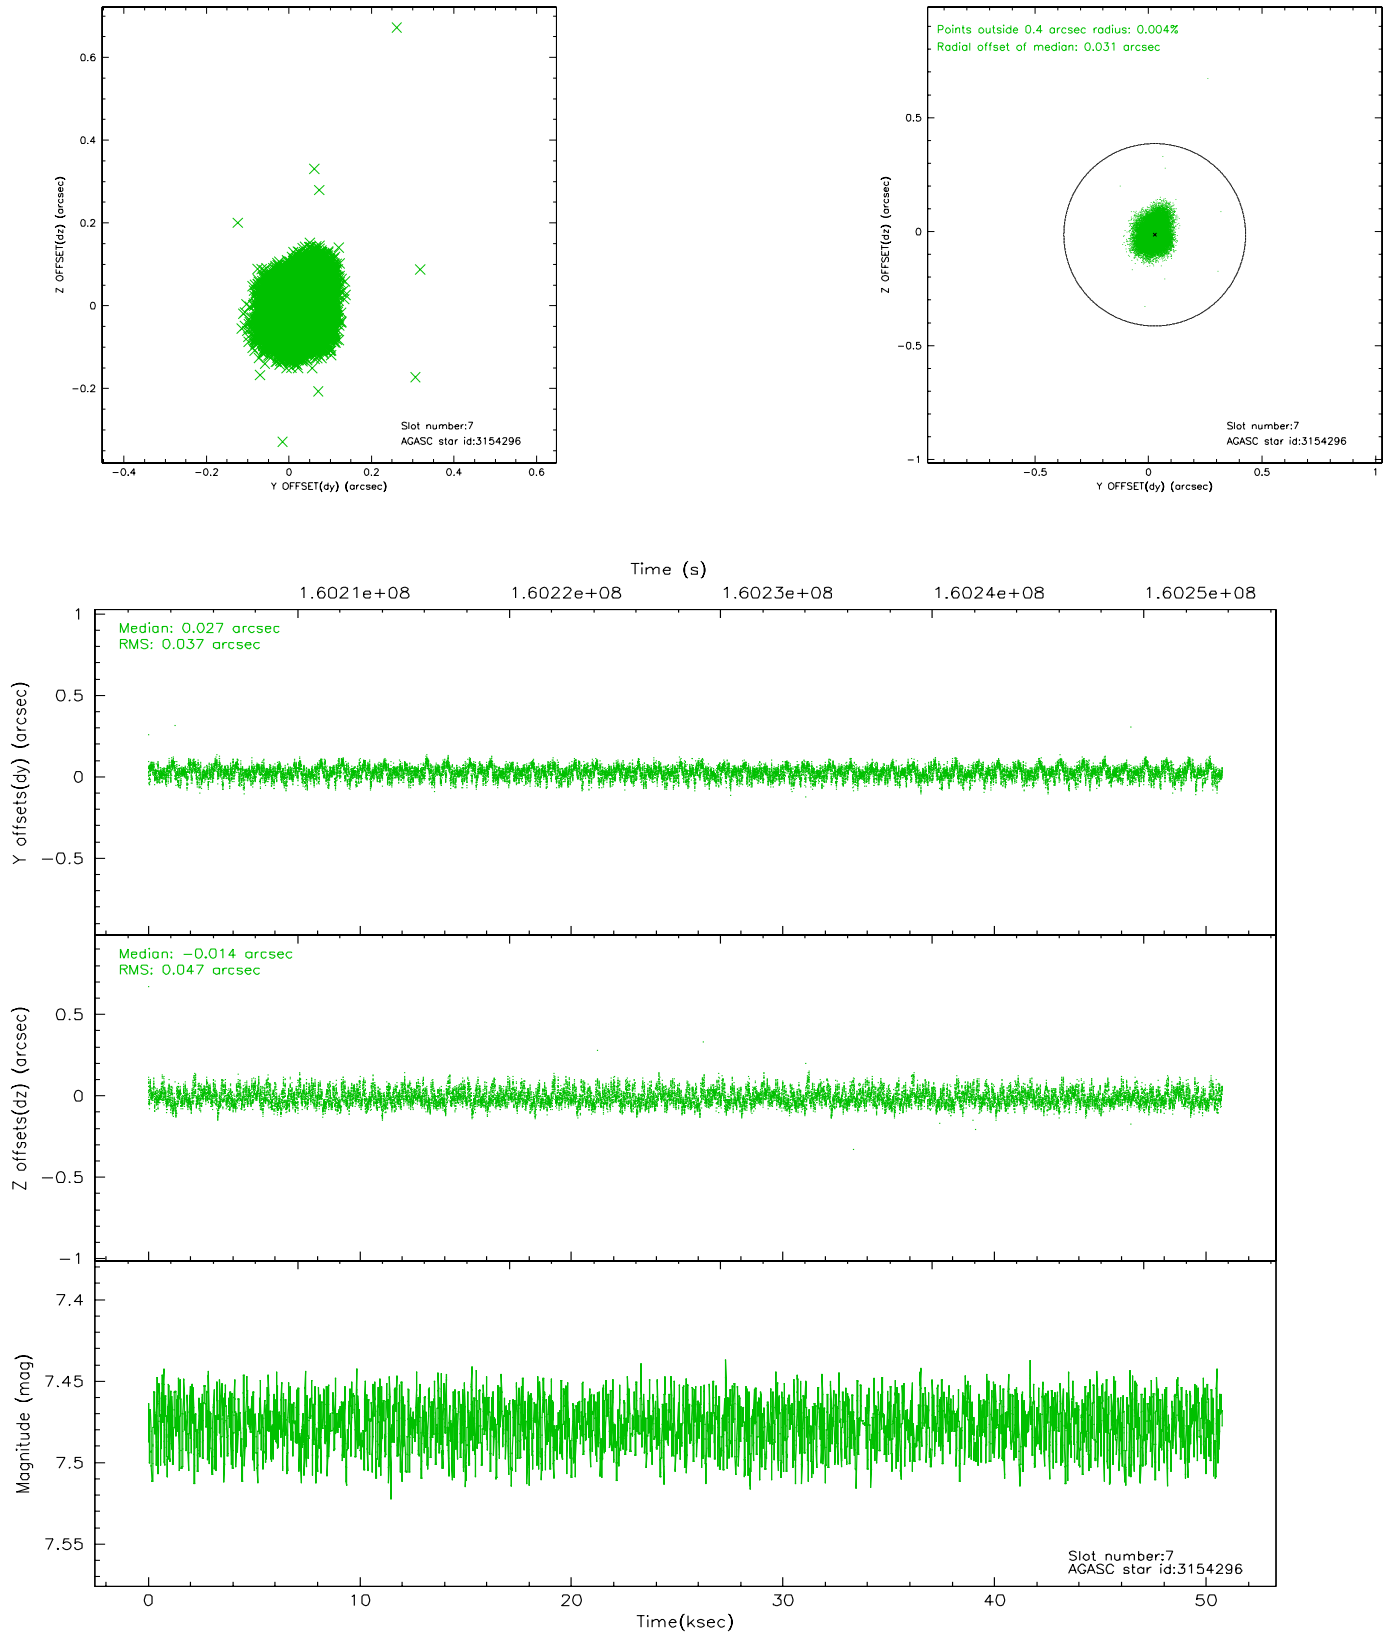 0.6
0.4
0.2
0
−0.2
Z OFFSET(dz) (arcsec)
Slot number:7
AGASC star id:3154296
−0.4 −0.2 0 0.2 0.4 0.6
Y OFFSET(dy) (arcsec)
Points outside 0.4 arcsec radius: 0.004%
Radial offset of median: 0.031 arcsec
0.5
0
−0.5
−1
Z OFFSET(dz) (arcsec)
Slot number:7
AGASC star id:3154296
−0.5 0 0.5 1
Y OFFSET(dy) (arcsec)
Time (s)
1.6021e+08 1.6022e+08 1.6023e+08 1.6024e+08 1.6025e+08
Median: 0.027 arcsec
RMS: 0.037 arcsec
1
0.5
0
−0.5
Y offsets(dy) (arcsec)
Median: −0.014 arcsec
RMS: 0.047 arcsec
0.5
0
−0.5
−1
Z offsets(dz) (arcsec)
7.4
7.45
7.5
7.55
Magnitude (mag)
Slot number:7
AGASC star id:3154296
0 10 20 30 40 50
Time(ksec)